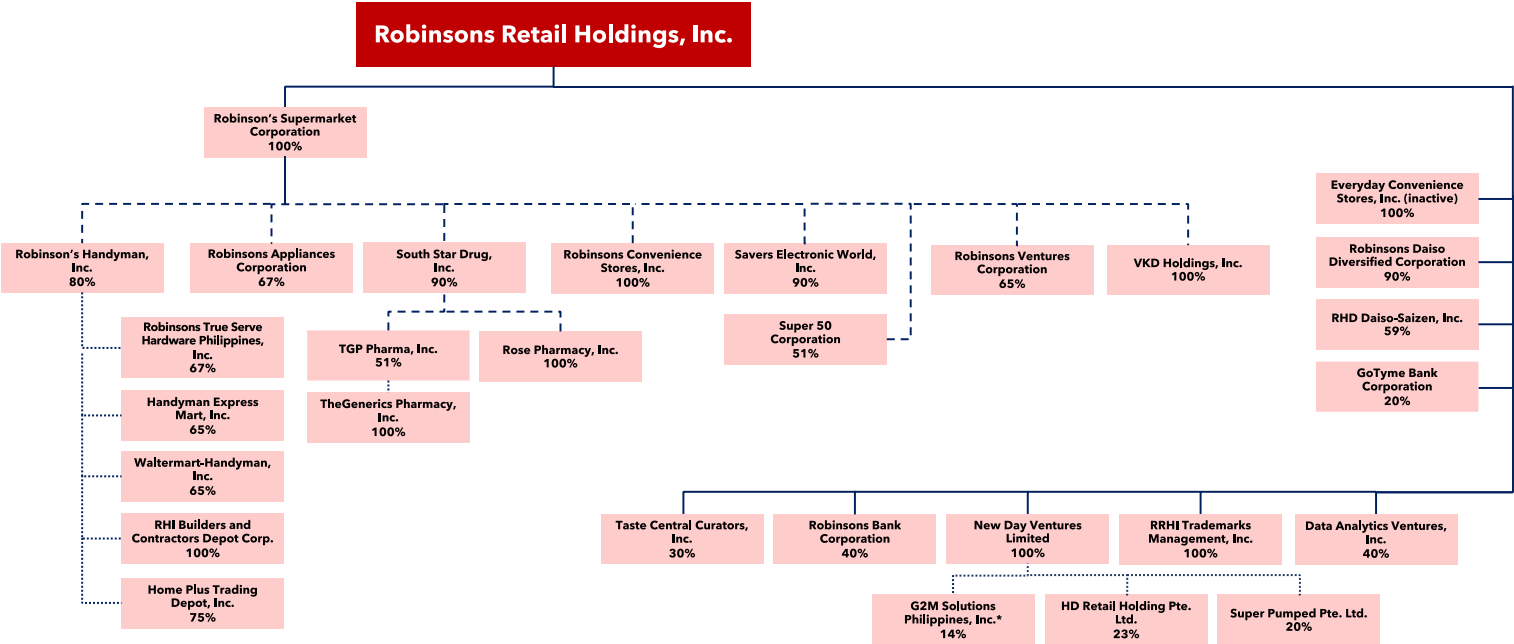 Robinsons Retail Holdings, Inc.
Robinson’s Supermarket
Corporation
100%
Everyday Convenience
Stores, Inc. (inactive)
100%
Robinsons Daiso
Diversified Corporation
90%
RHD Daiso-Saizen, Inc.
59%
GoTyme Bank
Corporation
20%
Robinson’s Handyman,
Inc.
80%
Robinsons Appliances
Corporation
67%
South Star Drug,
Inc.
90%
Robinsons Convenience
Stores, Inc.
100%
Savers Electronic World,
Inc.
90%
Robinsons Ventures
Corporation
65%
VKD Holdings, Inc.
100%
Robinsons True Serve
Hardware Philippines,
Inc.
67%
Handyman Express
Mart, Inc.
65%
Waltermart-Handyman,
Inc.
65%
RHI Builders and
Contractors Depot Corp.
100%
Home Plus Trading
Depot, Inc.
75%
TGP Pharma, Inc.
51%
Rose Pharmacy, Inc.
100%
TheGenerics Pharmacy,
Inc.
100%
Super 50
Corporation
51%
Taste Central Curators,
Inc.
30%
Robinsons Bank
Corporation
40%
New Day Ventures
Limited
100%
RRHI Trademarks
Management, Inc.
100%
Data Analytics Ventures,
Inc.
40%
G2M Solutions
Philippines, Inc.*
14%
HD Retail Holding Pte.
Ltd.
23%
Super Pumped Pte. Ltd.
20%